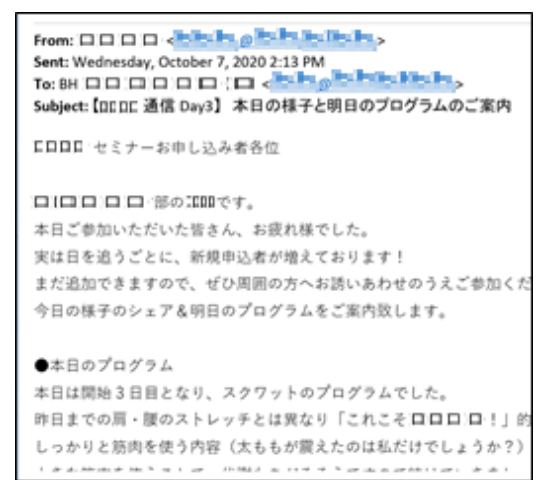 From: □ □ □ □ <
Sent: Wednesday, October 7, 2020 2:13 PM
To: BH □ □ □ □ □ □ □ <
Subject:【□□ □□ 通信 Day3】 本日の様子と明日のプログラムのご案内
セミナーお申し込み者各位
部の です。
本日ご参加いただいた皆さん、お疲れ様でした。
実は日を追うごとに、新規申込者が増えております！
まだ追加できますので、ぜひ周囲の方へお誘いあわせのうえご参加くだ
今日の様子のシェア＆明日のプログラムをご案内致します。
●本日のプログラム
本日は開始３日目となり、スクワットのプログラムでした。
昨日までの肩・腰のストレッチとは異なり「これこそ□□□□！」的
しっかりと筋肉を使う内容（太ももが震えたのは私だけでしょうか？）